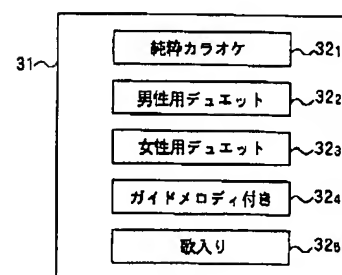 純粋カラオケ 32₁
31
男性用デュエット 32₂
女性用デュエット 32₃
ガイドメロディ付き 32₄
歌入り 32₅